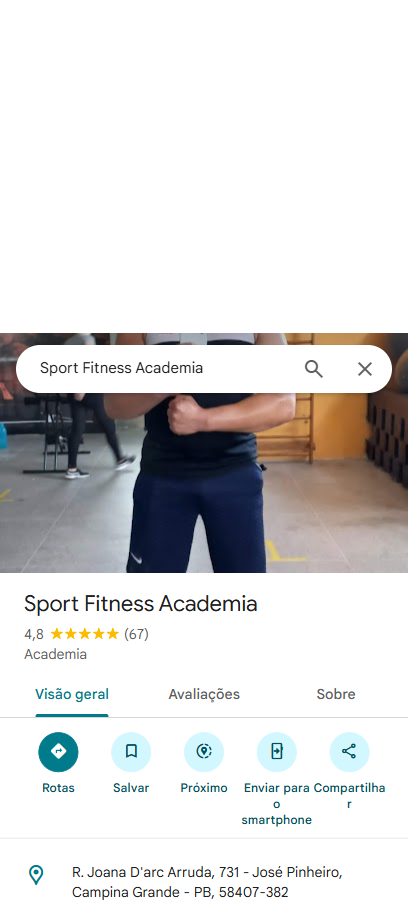 Sport Fitness Academia
Sport Fitness Academia
4,8 ★★★★★ (67)
Academia
Visão geral Avaliações Sobre
Rotas Salvar Próximo Enviar para o smartphone Compartilhar
R. Joana D'arc Arruda, 731 - José Pinheiro,
Campina Grande - PB, 58407-382